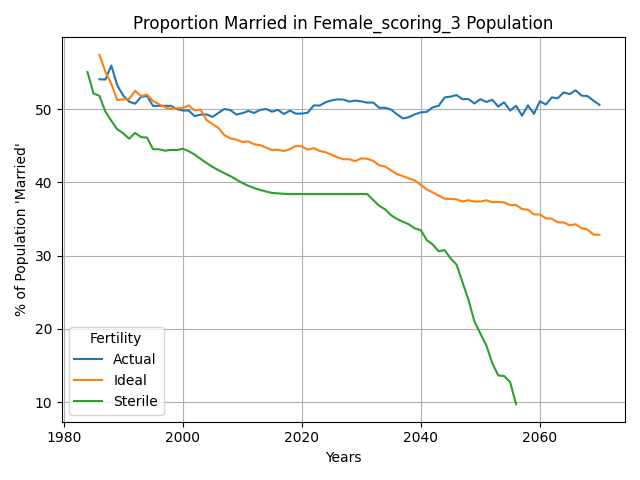 Proportion Married in Female_scoring_3 Population
% of Population 'Married'
50
40
30
20
10
Fertility
Actual
Ideal
Sterile
1980 2000 2020 2040 2060
Years